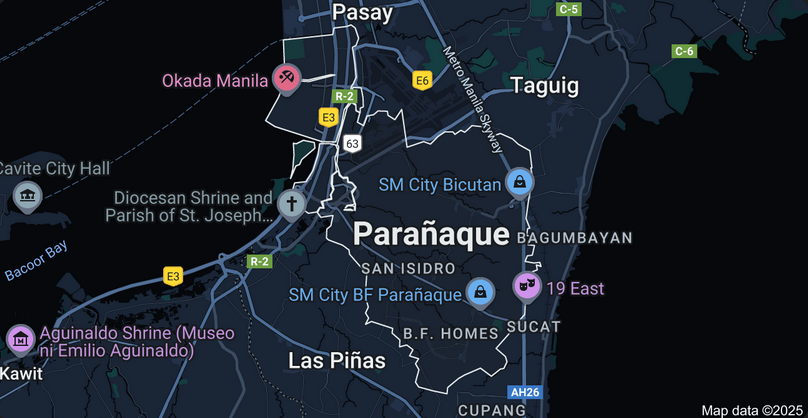 Pasay
C-5
C-6
Metro Manila Skyway
Okada Manila
E6
Taguig
R-2
E3
63
Cavite City Hall
SM City Bicutan
Diocesan Shrine and
Parish of St. Joseph...
Parañaque
BAGUMBAYAN
Bacoor Bay
R-2
SAN ISIDRO
E3
SM City BF Parañaque
19 East
SUCAT
B.F. HOMES
Aguinaldo Shrine (Museo
ni Emilio Aguinaldo)
Las Piñas
Kawit
AH26
CUPANG
Map data ©2025